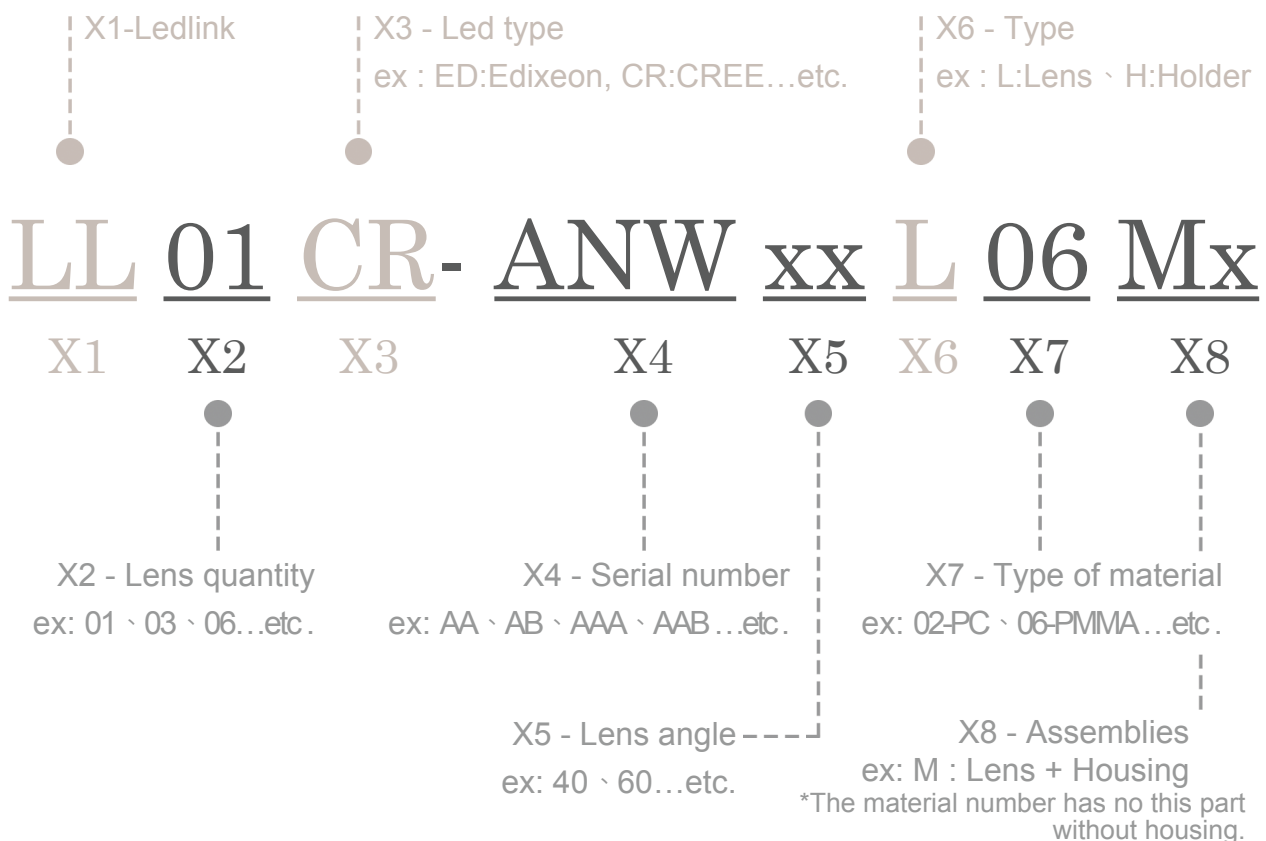 X1-Ledlink
X3 - Led type
ex : ED:Edixeon, CR:CREE…etc.
X6 - Type
ex : L:Lens、H:Holder
LL 01 CR- ANW xx L 06 Mx
X1 X2 X3 X4 X5 X6 X7 X8
X2 - Lens quantity
ex: 01、03、06…etc.
X4 - Serial number
ex: AA、AB、AAA、AAB…etc.
X7 - Type of material
ex: 02-PC、06-PMMA…etc.
X5 - Lens angle
ex: 40、60…etc.
X8 - Assemblies
ex: M : Lens + Housing
*The material number has no this part
without housing.